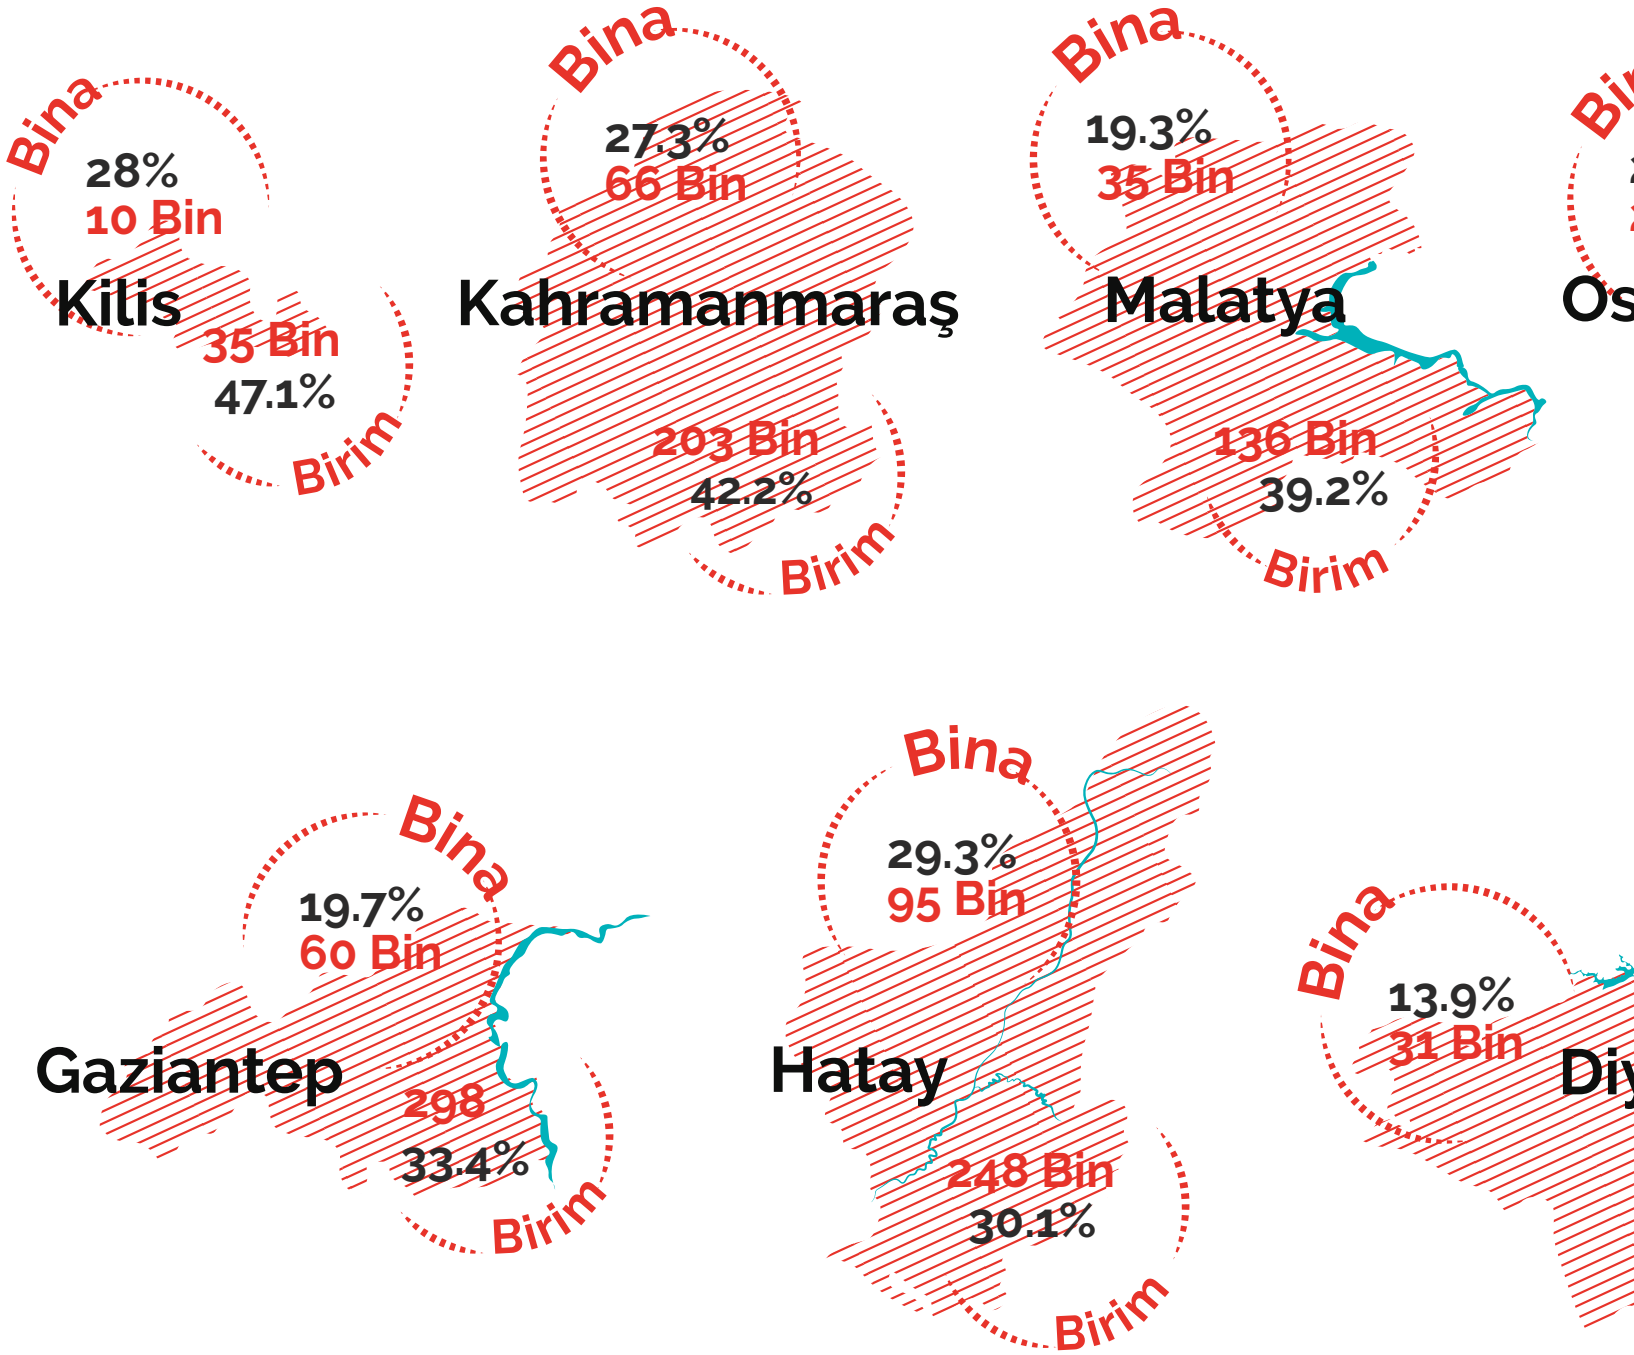 Bina
28%
10 Bin
Kilis
35 Bin
47.1%
Birim
Bina
27.3%
66 Bin
Kahramanmaraş
203 Bin
42.2%
Birim
Bina
19.3%
35 Bin
Malatya
136 Bin
39.2%
Birim
Os
Bina
19.7%
60 Bin
Gaziantep
298
33.4%
Birim
Bina
29.3%
95 Bin
Hatay
248 Bin
30.1%
Birim
Bina
13.9%
31 Bin
Diy